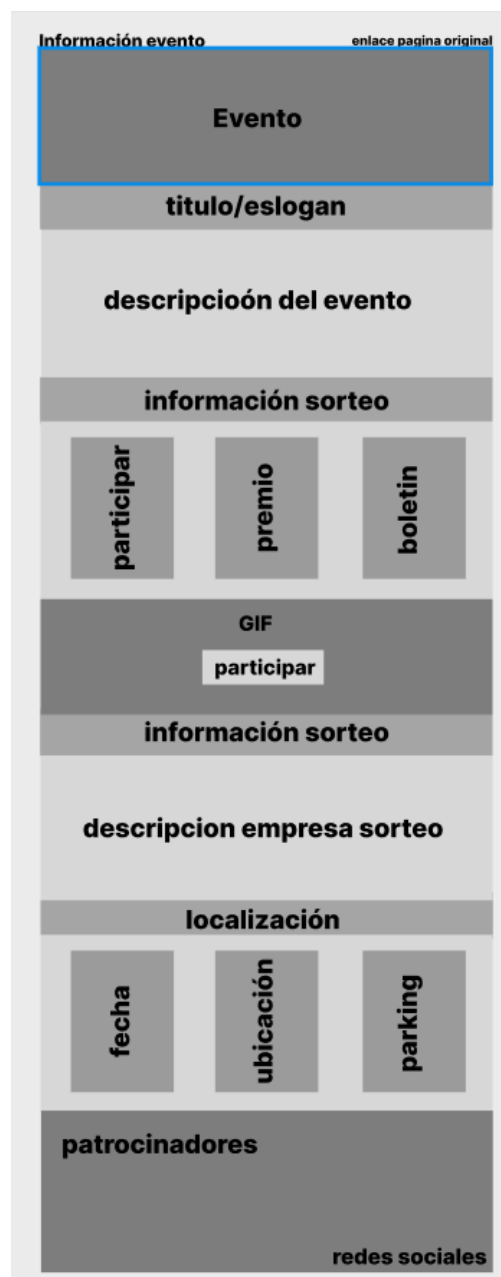 Información evento
enlace pagina original
Evento
titulo/eslogan
descripcioón del evento
información sorteo
participar
premio
boletin
GIF
participar
información sorteo
descripcion empresa sorteo
localización
fecha
ubicación
parking
patrocinadores
redes sociales